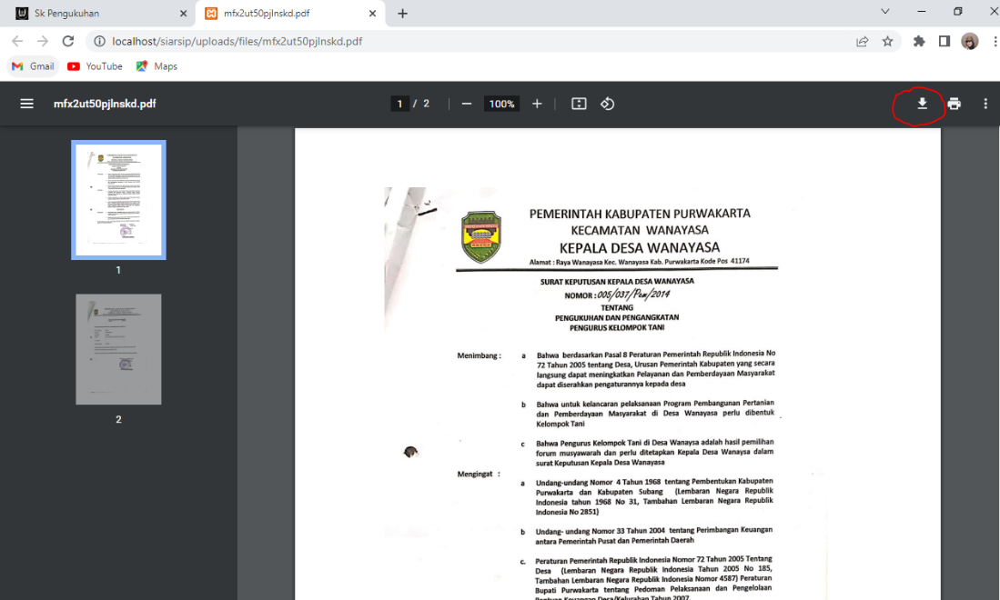 Sk Pengukuhan
mfx2ut50pjlnskd.pdf
localhost/siarsip/uploads/files/mfx2ut50pjlnskd.pdf
Gmail
YouTube
Maps
mfx2ut50pjlnskd.pdf
1 / 2
100%
1
2
PEMERINTAH KABUPATEN PURWAKARTA
KECAMATAN WANAYASA
KEPALA DESA WANAYASA
Alamat : Raya Wanayasa Kec. Wanayasa Kab. Purwakarta Kode Pos 41174
SURAT KEPUTUSAN KEPALA DESA WANAYASA
NOMOR : 005/037/Pem/2014
TENTANG
PENGUKUHAN DAN PENGANGKATAN
PENGURUS KELOMPOK TANI
Menimbang : a Bahwa berdasarkan Pasal 8 Peraturan Pemerintah Republik Indonesia No
72 Tahun 2005 tentang Desa, Urusan Pemerintah Kabupaten yang secara
langsung dapat meningkatkan Pelayanan dan Pemberdayaan Masyarakat
dapat diserahkan pengaturannya kepada desa
b Bahwa untuk kelancaran pelaksanaan Program Pembangunan Pertanian
dan Pemberdayaan Masyarakat di Desa Wanayasa perlu dibentuk
Kelompok Tani
c Bahwa Pengurus Kelompok Tani di Desa Wanaysa adalah hasil pemilihan
forum musyawarah dan perlu ditetapkan Kepala Desa Wanaysa dalam
surat Keputusan Kepala Desa Wanayasa
Mengingat :
a Undang-undang Nomor 4 Tahun 1968 tentang Pembentukan Kabupaten
Purwakarta dan Kabupaten Subang (Lembaran Negara Republik
Indonesia tahun 1968 No 31, Tambahan Lembaran Negara Republik
Indonesia No 2851)
b Undang- undang Nomor 33 Tahun 2004 tentang Perimbangan Keuangan
antara Pemerintah Pusat dan Pemerintah Daerah
c. Peraturan Pemerintah Republik Indonesia Nomor 72 Tahun 2005 Tentang
Desa (Lembaran Negara Republik Indonesia Tahun 2005 No 185,
Tambahan Lembaran Negara Republik Indonesia Nomor 4587) Peraturan
Bupati Purwakarta tentang Pedoman Pelaksanaan dan Pengelolaan
Bantuan Keuangan Desa/Kelurahan Tahun 2007.